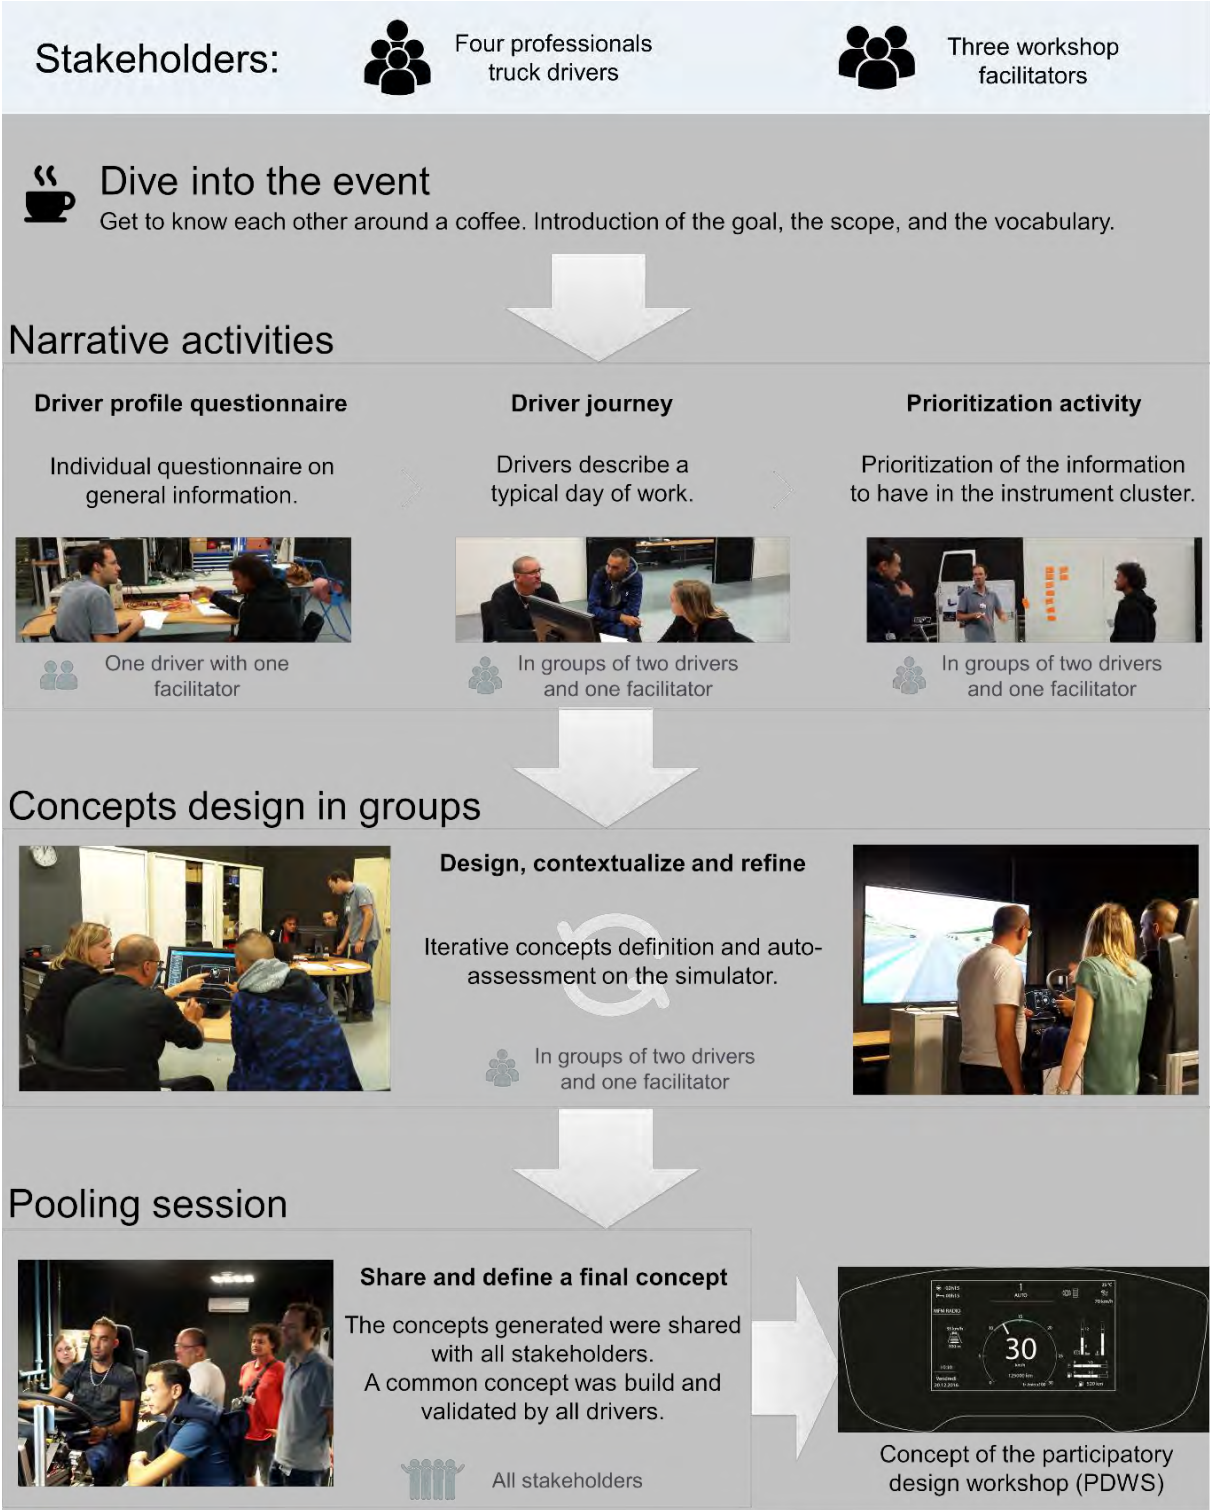 Stakeholders:
Four professionals
truck drivers
Three workshop
facilitators
Dive into the event
Get to know each other around a coffee. Introduction of the goal, the scope, and the vocabulary.
Narrative activities
Driver profile questionnaire
Individual questionnaire on
general information.
One driver with one
facilitator
Driver journey
Drivers describe a
typical day of work.
In groups of two drivers
and one facilitator
Prioritization activity
Prioritization of the information
to have in the instrument cluster.
In groups of two drivers
and one facilitator
Concepts design in groups
Design, contextualize and refine
Iterative concepts definition and auto-
assessment on the simulator.
In groups of two drivers
and one facilitator
Pooling session
Share and define a final concept
The concepts generated were shared
with all stakeholders.
A common concept was build and
validated by all drivers.
All stakeholders
1
AUTO
30
km/h
Concept of the participatory
design workshop (PDWS)